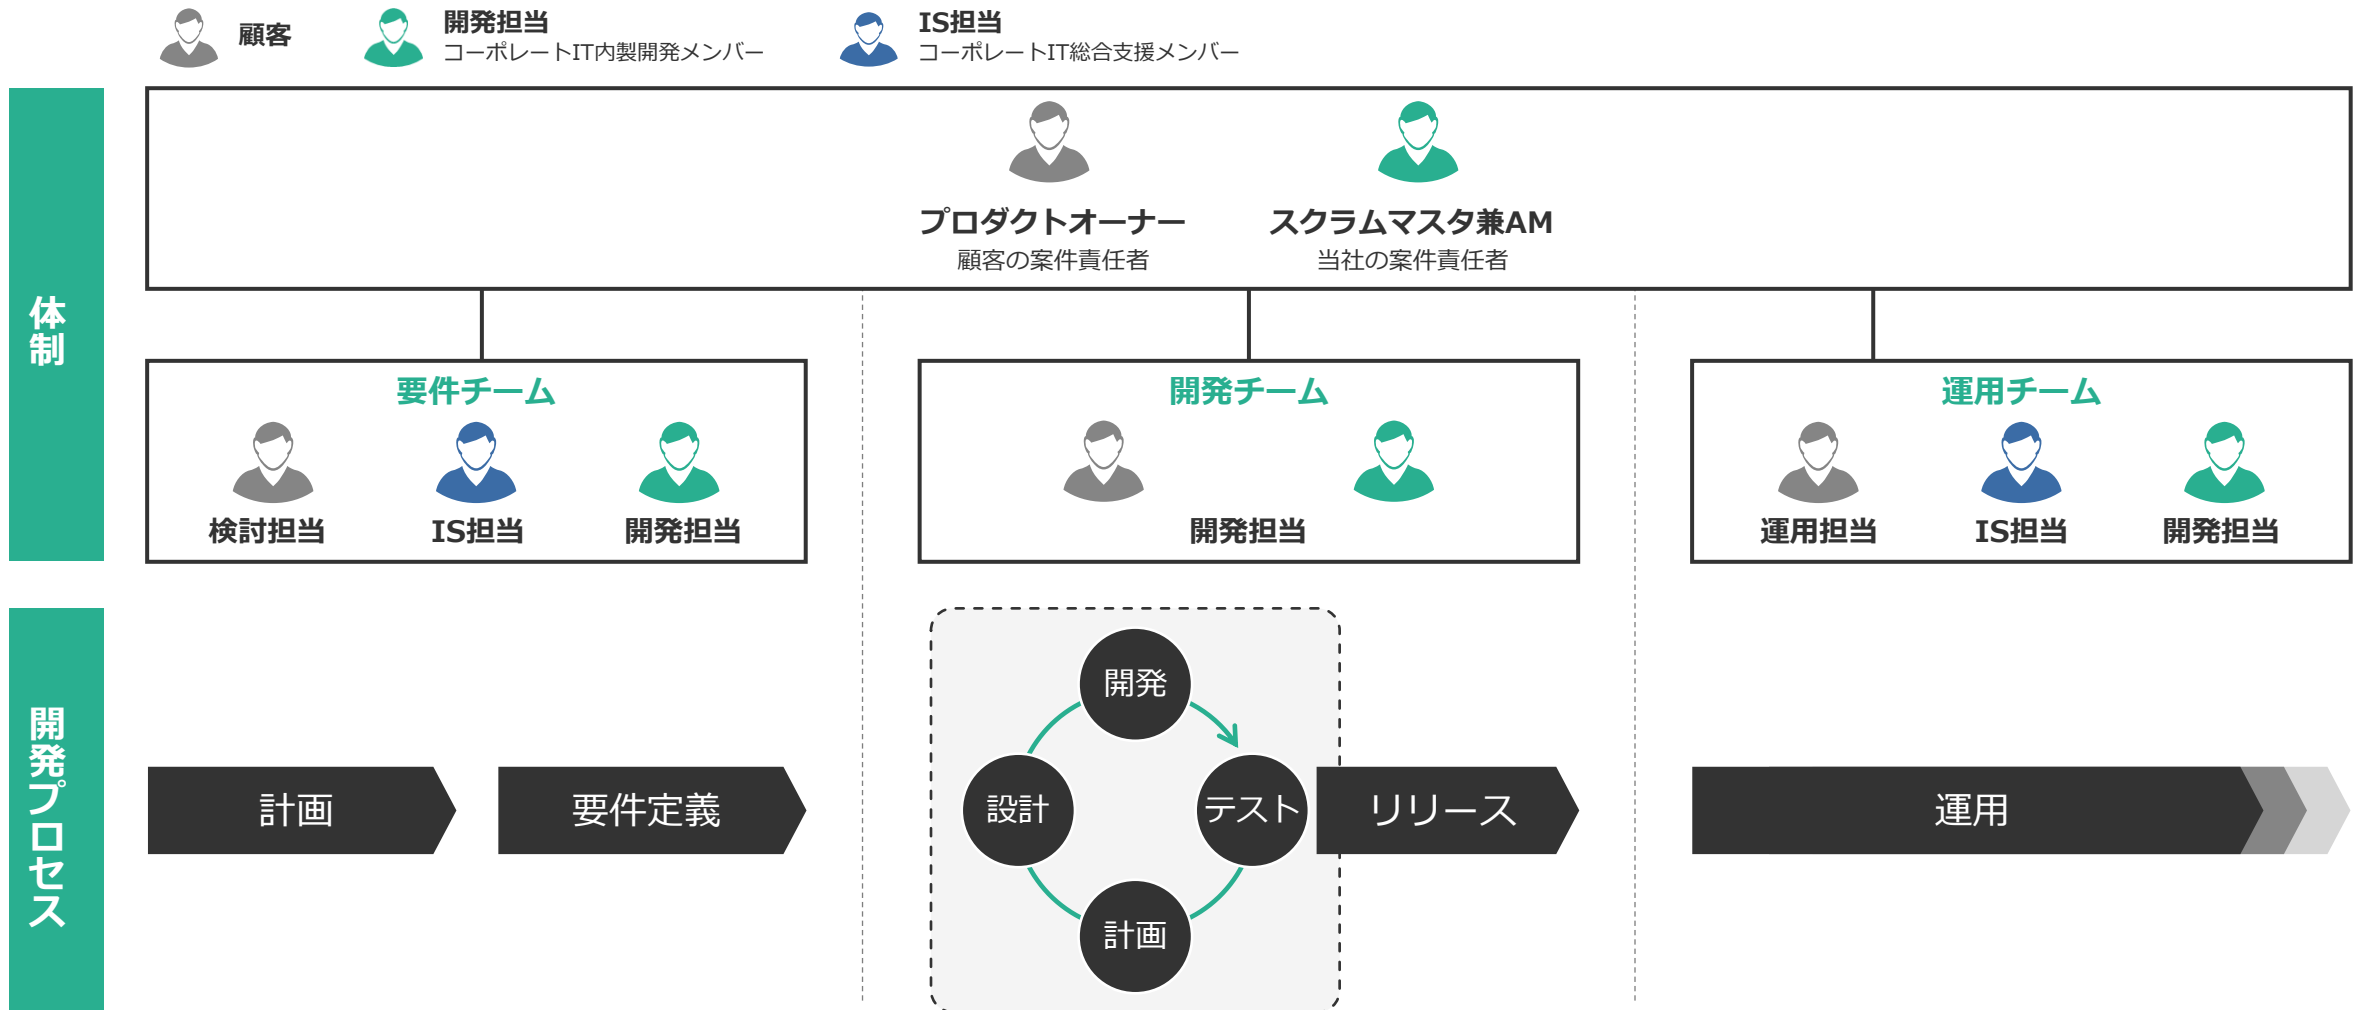 顧客
開発担当
コーポレートIT内製開発メンバー
IS担当
コーポレートIT総合支援メンバー
体制
プロダクトオーナー
顧客の案件責任者
スクラムマスタ兼AM
当社の案件責任者
要件チーム
検討担当
IS担当
開発担当
開発チーム
開発担当
運用チーム
運用担当
IS担当
開発担当
開発プロセス
計画
要件定義
開発
設計
テスト
計画
リリース
運用